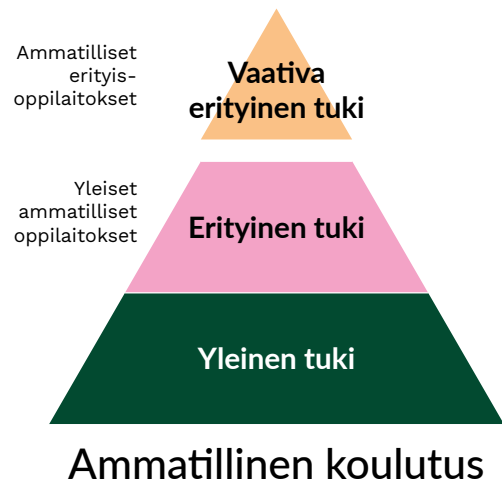 Ammatilliset
erityis-
oppilaitokset
Vaativa
erityinen tuki
Yleiset
ammatilliset
oppilaitokset
Erityinen tuki
Yleinen tuki
Ammatillinen koulutus